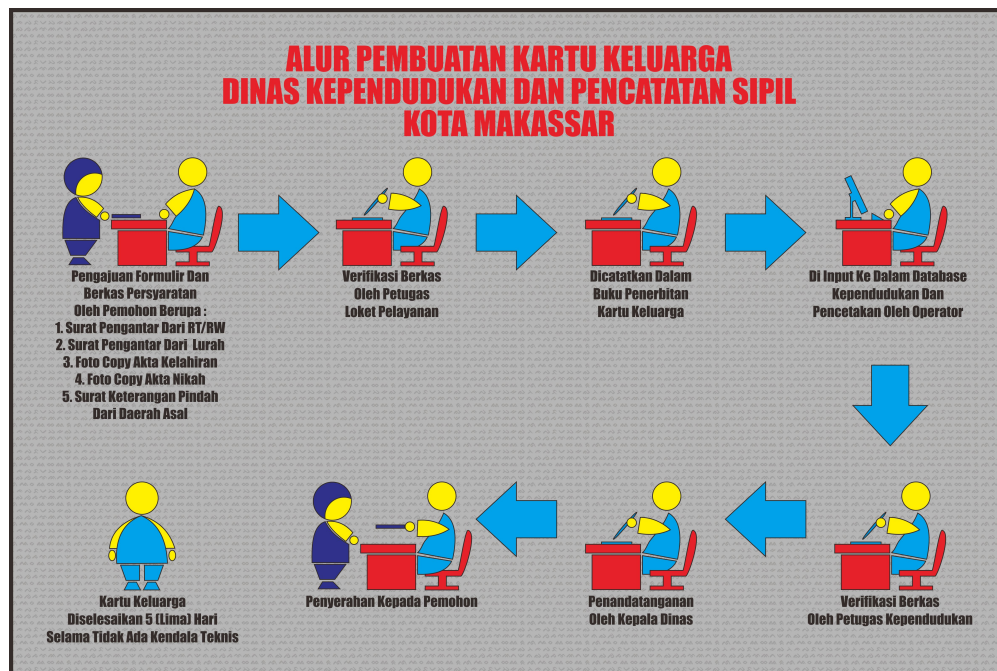 ALUR PEMBUATAN KARTU KELUARGA
DINAS KEPENDUDUKAN DAN PENCATATAN SIPIL
KOTA MAKASSAR
Pengajuan Formulir Dan
Berkas Persyaratan
Oleh Pemohon Berupa :
1. Surat Pengantar Dari RT/RW
2. Surat Pengantar Dari Lurah
3. Foto Copy Akta Kelahiran
4. Foto Copy Akta Nikah
5. Surat Keterangan Pindah
Dari Daerah Asal
Verifikasi Berkas
Oleh Petugas
Loket Pelayanan
Dicatatkan Dalam
Buku Penerbitan
Kartu Keluarga
Di Input Ke Dalam Database
Kependudukan Dan
Pencetakan Oleh Operator
Verifikasi Berkas
Oleh Petugas Kependudukan
Penandatanganan
Oleh Kepala Dinas
Penyerahan Kepada Pemohon
Kartu Keluarga
Diselesaikan 5 (Lima) Hari
Selama Tidak Ada Kendala Teknis